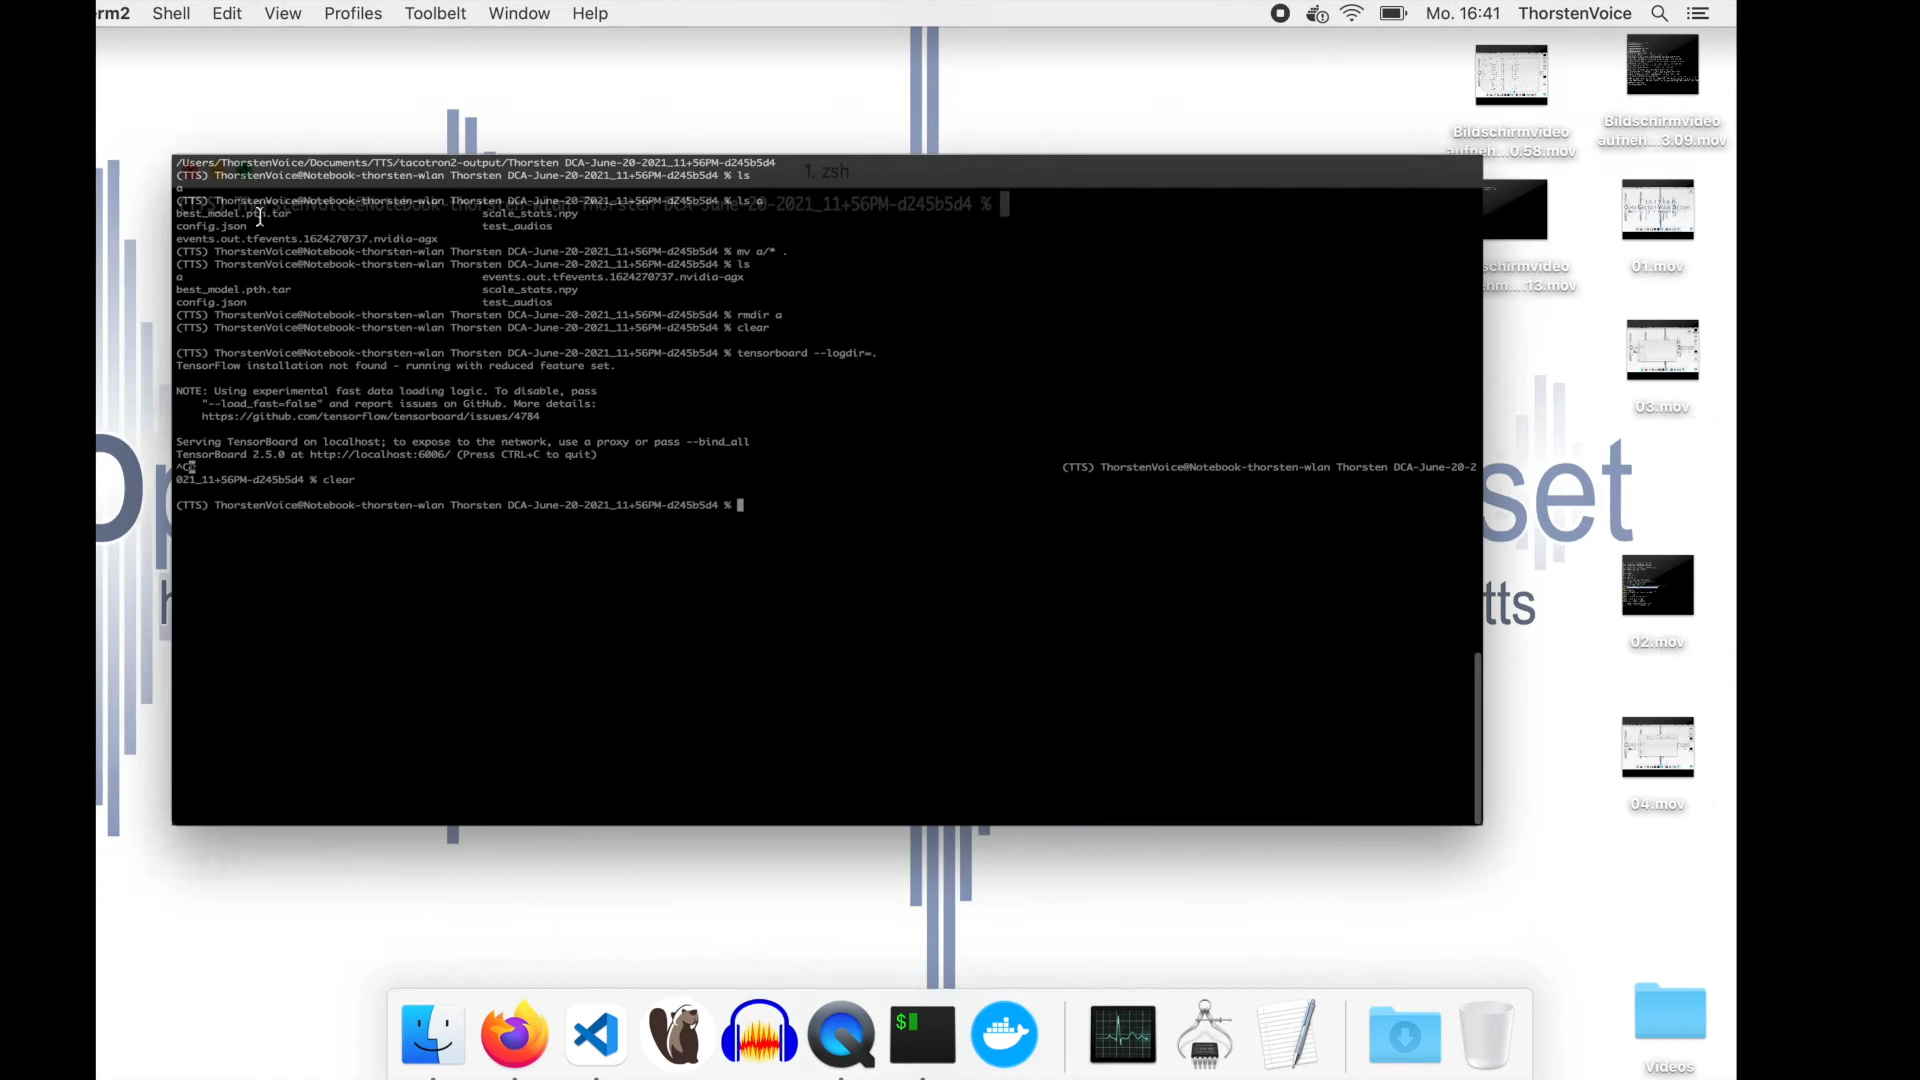 rm2 Shell Edit View Profiles Toolbelt Window Help Mo. 16:41 ThorstenVoice
/Users/ThorstenVoice/Documents/TTS/tacotron2-output/Thorsten DCA-June-20-2021_11+56PM-d245b5d4
1. zsh
(TTS) ThorstenVoice@Notebook-thorsten-wlan Thorsten DCA-June-20-2021_11+56PM-d245b5d4 % ls
a
(TTS) ThorstenVoice@Notebook-thorsten-wlan Thorsten DCA-June-20-2021_11+56PM-d245b5d4 % ls a
ThorstenVoice@Notebook-thorsten-wlan Thorsten DCA-June-20-2021_11+56PM-d245b5d4 %
best_model.pth.tar scale_stats.npy
config.json test_audios
events.out.tfevents.1624270737.nvidia-agx
(TTS) ThorstenVoice@Notebook-thorsten-wlan Thorsten DCA-June-20-2021_11+56PM-d245b5d4 % mv a/* .
(TTS) ThorstenVoice@Notebook-thorsten-wlan Thorsten DCA-June-20-2021_11+56PM-d245b5d4 % ls
a events.out.tfevents.1624270737.nvidia-agx
best_model.pth.tar scale_stats.npy
config.json test_audios
(TTS) ThorstenVoice@Notebook-thorsten-wlan Thorsten DCA-June-20-2021_11+56PM-d245b5d4 % rmdir a
(TTS) ThorstenVoice@Notebook-thorsten-wlan Thorsten DCA-June-20-2021_11+56PM-d245b5d4 % clear
(TTS) ThorstenVoice@Notebook-thorsten-wlan Thorsten DCA-June-20-2021_11+56PM-d245b5d4 % tensorboard --logdir=.
TensorFlow installation not found - running with reduced feature set.
NOTE: Using experimental fast data loading logic. To disable, pass
"--load_fast=false" and report issues on GitHub. More details:
https://github.com/tensorflow/tensorboard/issues/4784
Serving TensorBoard on localhost; to expose to the network, use a proxy or pass --bind_all
TensorBoard 2.5.0 at http://localhost:6006/ (Press CTRL+C to quit)
^C% (TTS) ThorstenVoice@Notebook-thorsten-wlan Thorsten DCA-June-20-2
021_11+56PM-d245b5d4 % clear
(TTS) ThorstenVoice@Notebook-thorsten-wlan Thorsten DCA-June-20-2021_11+56PM-d245b5d4 %
Op
set
h
tts
Bildschirmvideo
aufneh...0.58.mov
Bildschirmvideo
aufneh...3.09.mov
schirmvideo
enm....13.mov
01.mov
03.mov
02.mov
04.mov
$
Videos